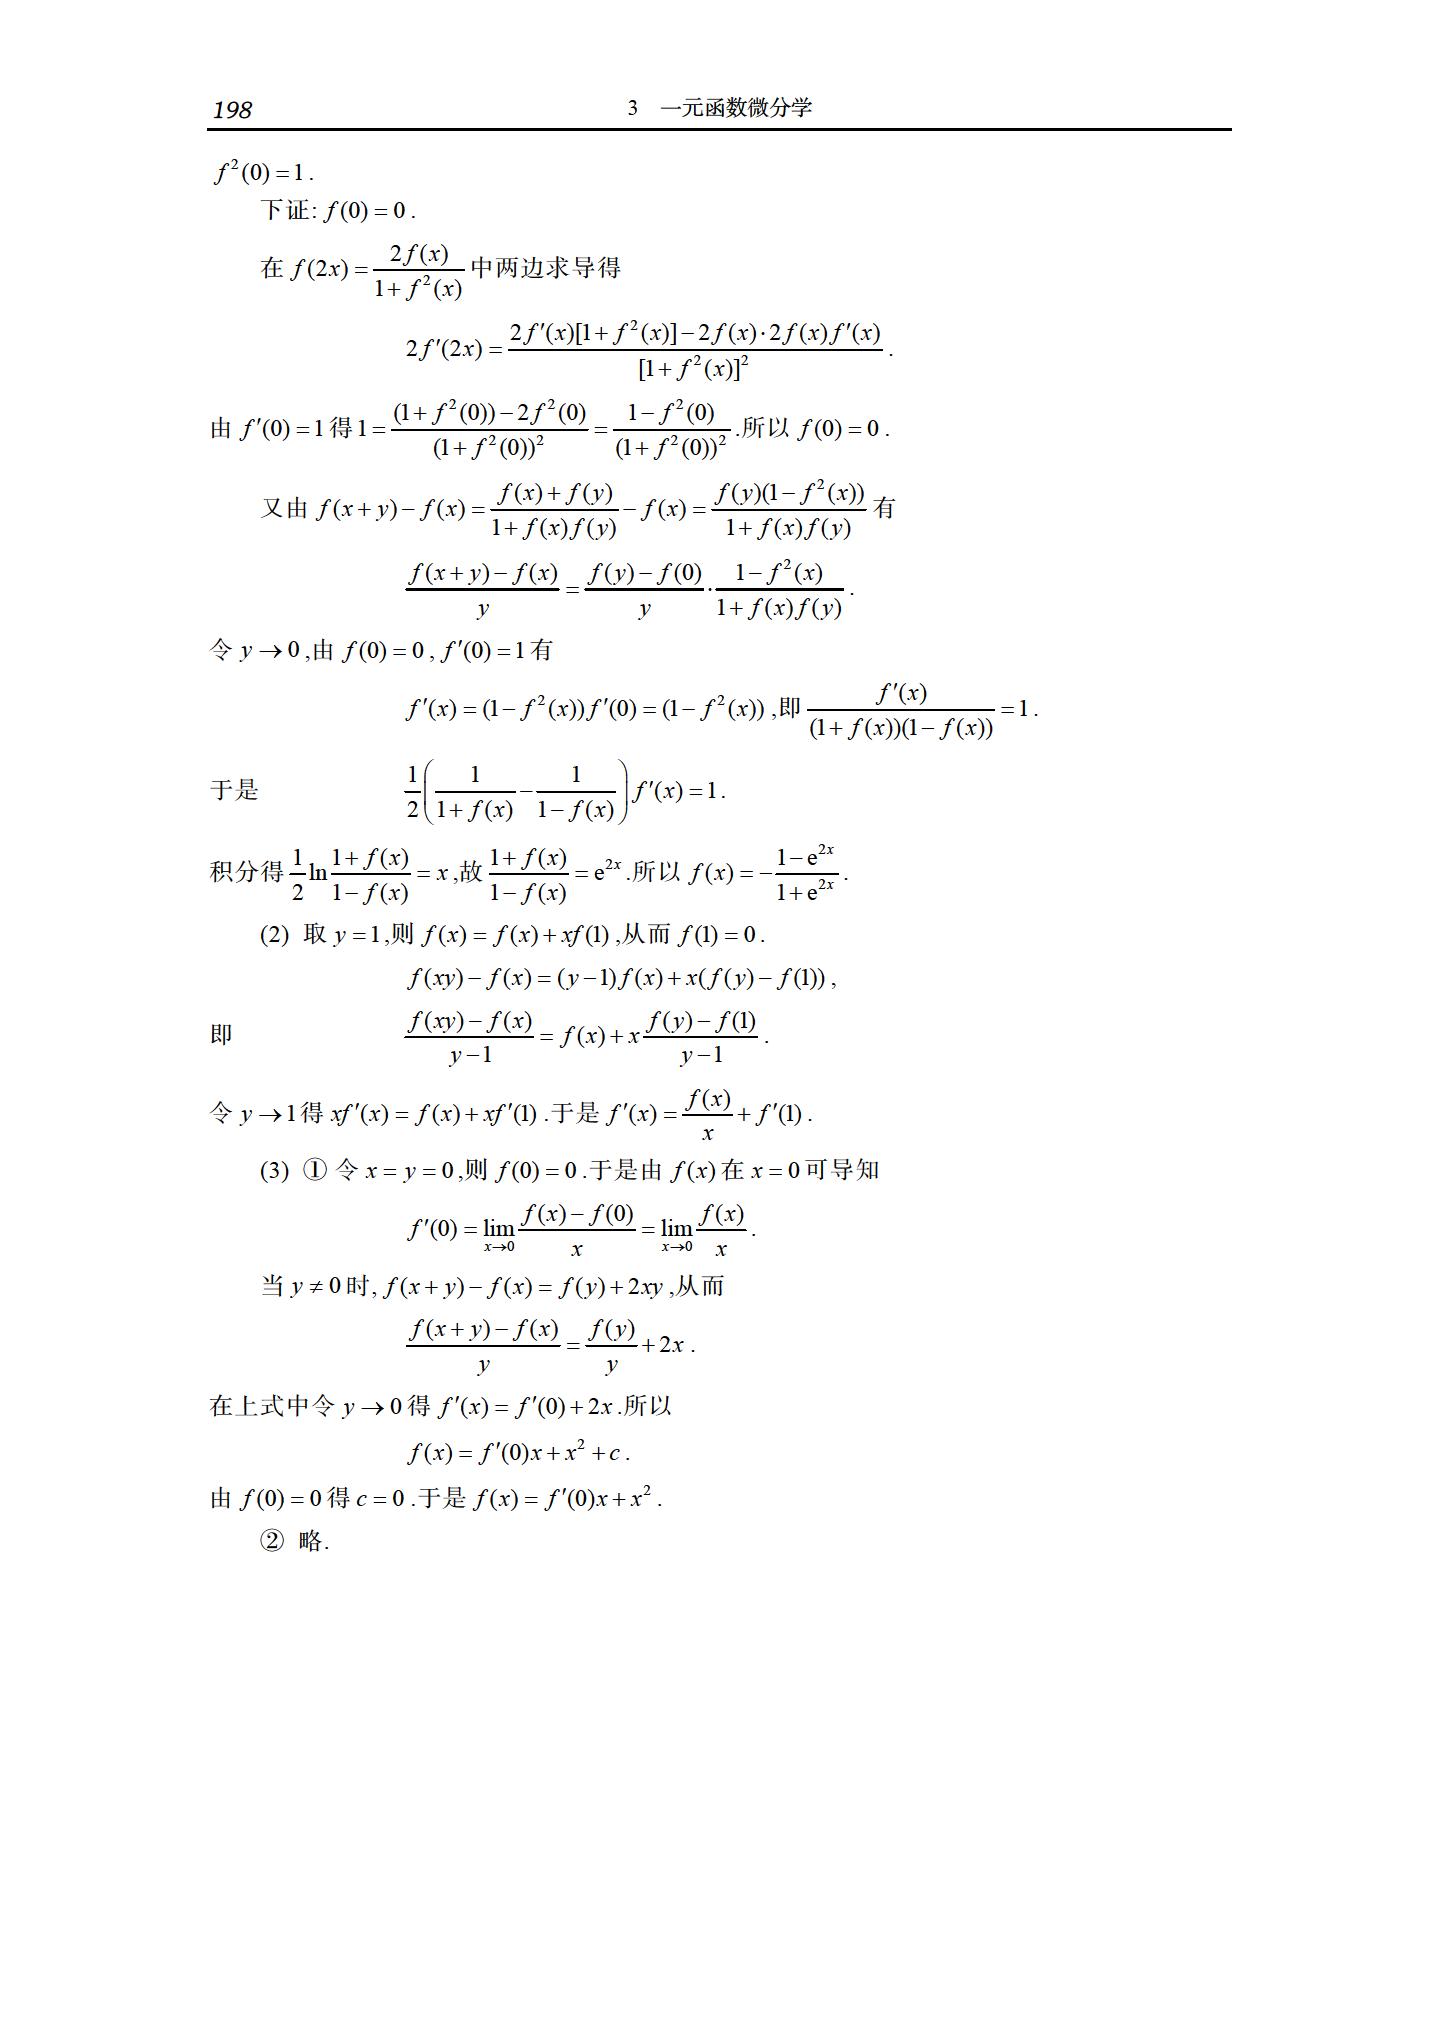 198 3 一元函数微分学
$f^2(0)=1$.
下证: $f(0)=0$.
在 $f(2x)=\frac{2f(x)}{1+f^2(x)}$ 中两边求导得
$2f'(2x)=\frac{2f'(x)[1+f^2(x)]-2f(x)\cdot 2f(x)f'(x)}{[1+f^2(x)]^2}$.
由 $f'(0)=1$ 得 $1=\frac{(1+f^2(0))-2f^2(0)}{(1+f^2(0))^2}=\frac{1-f^2(0)}{(1+f^2(0))^2}$.所以 $f(0)=0$.
又由 $f(x+y)-f(x)=\frac{f(x)+f(y)}{1+f(x)f(y)}-f(x)=\frac{f(y)(1-f^2(x))}{1+f(x)f(y)}$ 有
$\frac{f(x+y)-f(x)}{y}=\frac{f(y)-f(0)}{y}\cdot\frac{1-f^2(x)}{1+f(x)f(y)}$.
令 $y\to 0$,由 $f(0)=0$, $f'(0)=1$ 有
$f'(x)=(1-f^2(x))f'(0)=(1-f^2(x))$,即 $\frac{f'(x)}{(1+f(x))(1-f(x))}=1$.
于是 $\frac{1}{2}\left(\frac{1}{1+f(x)}-\frac{1}{1-f(x)}\right)f'(x)=1$.
积分得 $\frac{1}{2}\ln\frac{1+f(x)}{1-f(x)}=x$,故 $\frac{1+f(x)}{1-f(x)}=\mathrm{e}^{2x}$.所以 $f(x)=-\frac{1-\mathrm{e}^{2x}}{1+\mathrm{e}^{2x}}$.
(2) 取 $y=1$,则 $f(x)=f(x)+xf(1)$,从而 $f(1)=0$.
$f(xy)-f(x)=(y-1)f(x)+x(f(y)-f(1))$,
即 $\frac{f(xy)-f(x)}{y-1}=f(x)+x\frac{f(y)-f(1)}{y-1}$.
令 $y\to 1$得 $xf'(x)=f(x)+xf'(1)$.于是 $f'(x)=\frac{f(x)}{x}+f'(1)$.
(3) ① 令 $x=y=0$,则 $f(0)=0$.于是由 $f(x)$ 在 $x=0$ 可导知
$f'(0)=\lim_{x\to 0}\frac{f(x)-f(0)}{x}=\lim_{x\to 0}\frac{f(x)}{x}$.
当 $y\neq 0$ 时, $f(x+y)-f(x)=f(y)+2xy$,从而
$\frac{f(x+y)-f(x)}{y}=\frac{f(y)}{y}+2x$.
在上式中令 $y\to 0$ 得 $f'(x)=f'(0)+2x$.所以
$f(x)=f'(0)x+x^2+c$.
由 $f(0)=0$ 得 $c=0$.于是 $f(x)=f'(0)x+x^2$.
② 略.